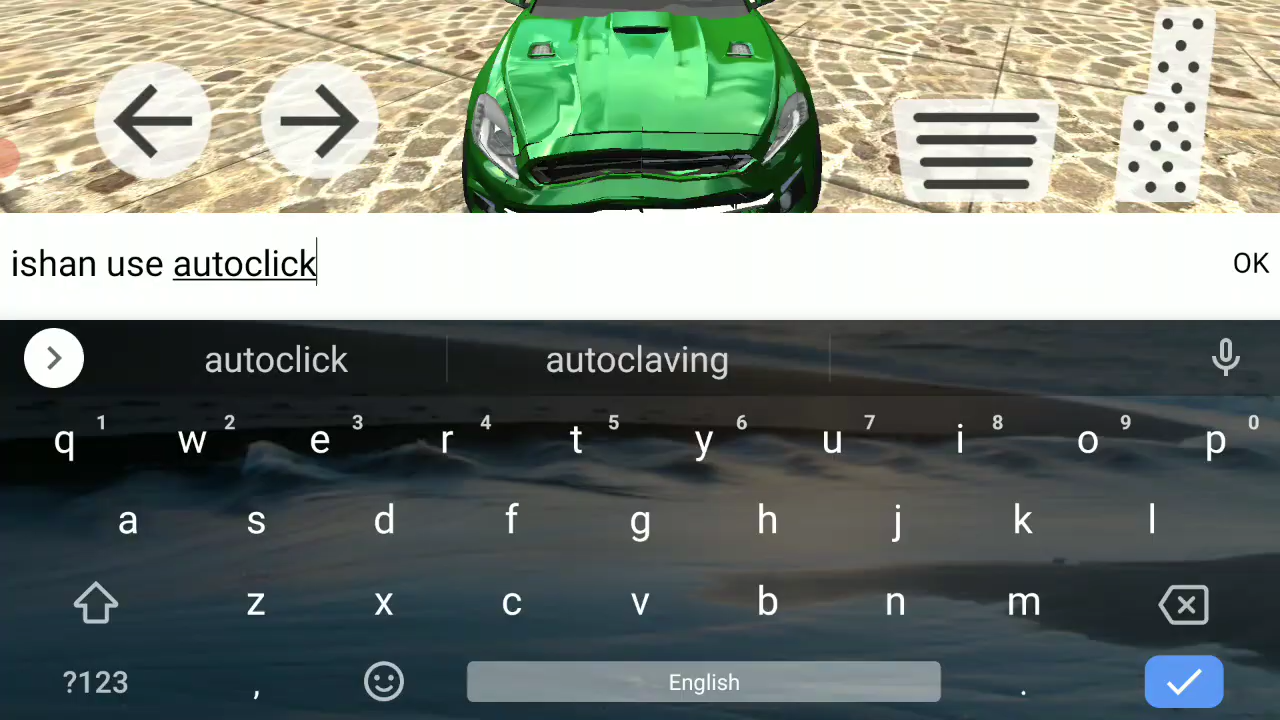 ishan use autoclick
OK
autoclick autoclaving
q 1 w 2 e 3 r 4 t 5 y 6 u 7 i 8 o 9 p 0
a s d f g h j k l
z x c v b n m
?123 , English .